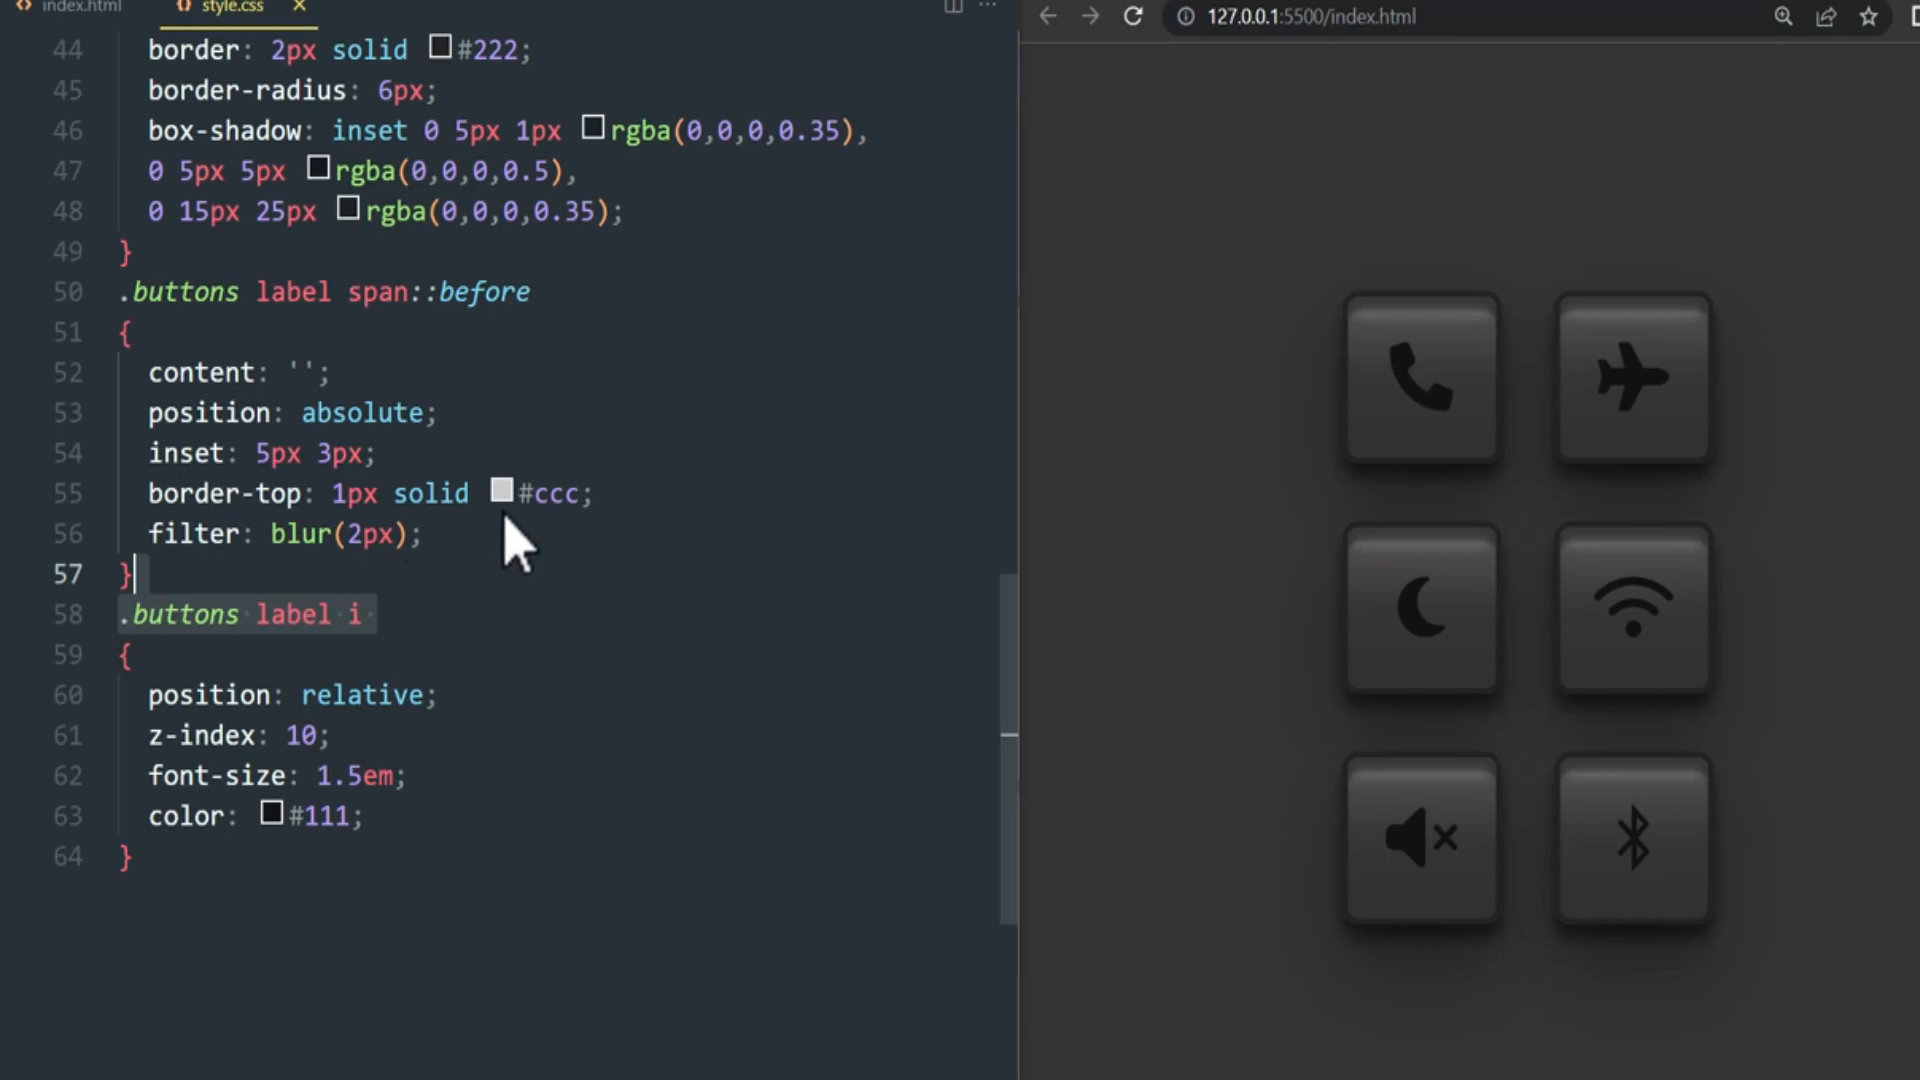 index.html style.css ×
44 border: 2px solid #222;
45 border-radius: 6px;
46 box-shadow: inset 0 5px 1px rgba(0,0,0,0.35),
47 0 5px 5px rgba(0,0,0,0.5),
48 0 15px 25px rgba(0,0,0,0.35);
49 }
50 .buttons label span::before
51 {
52 content: '';
53 position: absolute;
54 inset: 5px 3px;
55 border-top: 1px solid #ccc;
56 filter: blur(2px);
57 }
58 .buttons label i
59 {
60 position: relative;
61 z-index: 10;
62 font-size: 1.5em;
63 color: #111;
64 }
127.0.0.1:5500/index.html